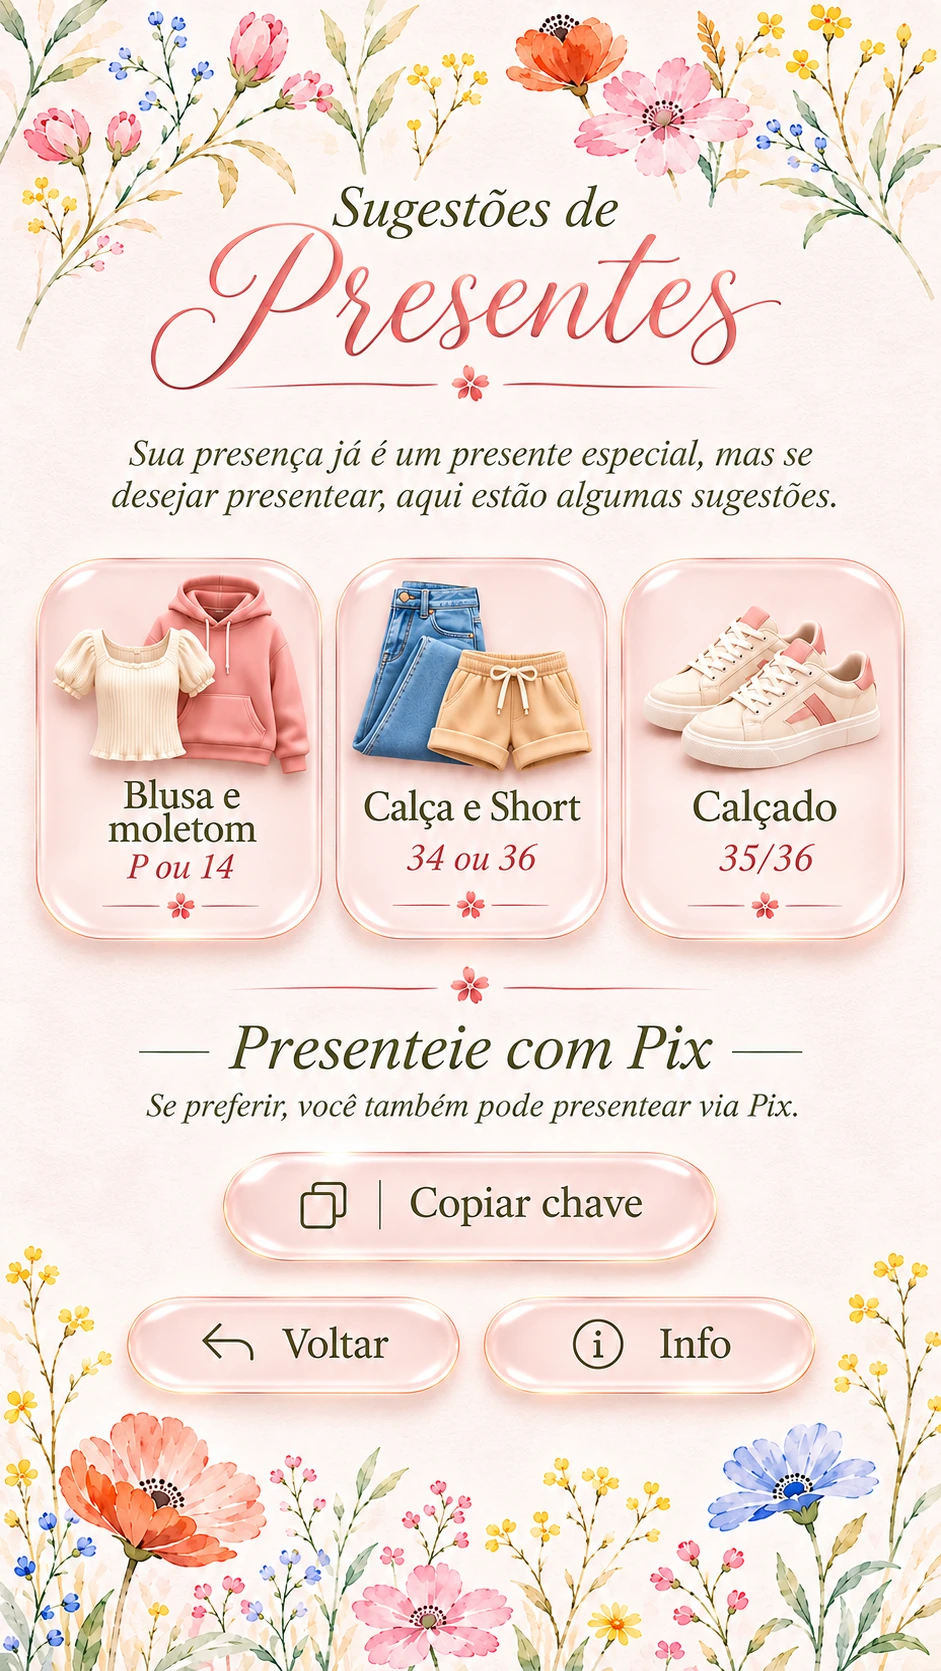 Sugestões de
Presentes
Sua presença já é um presente especial, mas se
desejar presentear, aqui estão algumas sugestões.
Blusa e
moletom
P ou 14
Calça e Short
34 ou 36
Calçado
35/36
Presenteie com Pix
Se preferir, você também pode presentear via Pix.
Copiar chave
Voltar
Info